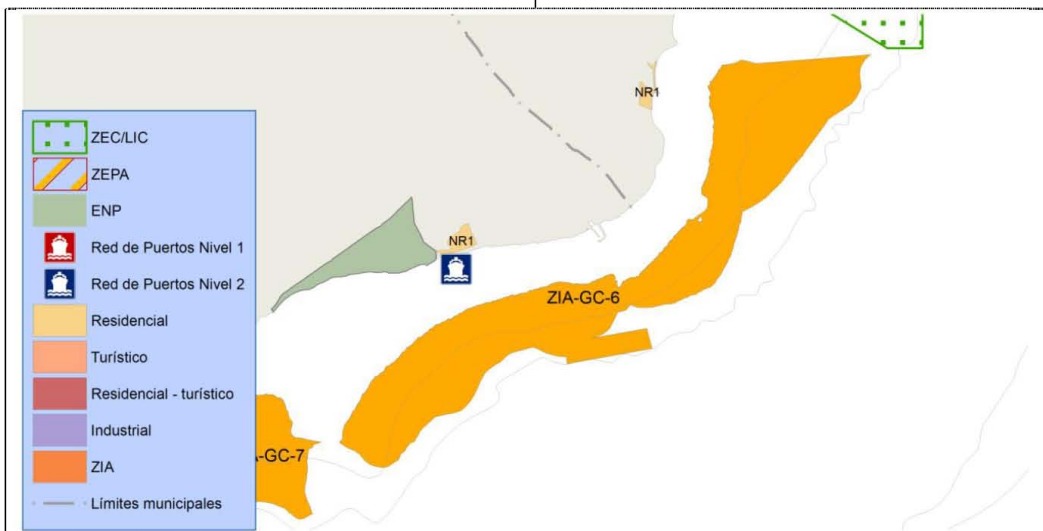 NR1
NR1
ZIA-GC-6
-GC-7
ZEC/LIC
ZEPA
ENP
Red de Puertos Nivel 1
Red de Puertos Nivel 2
Residencial
Turístico
Residencial - turístico
Industrial
ZIA
Límites municipales